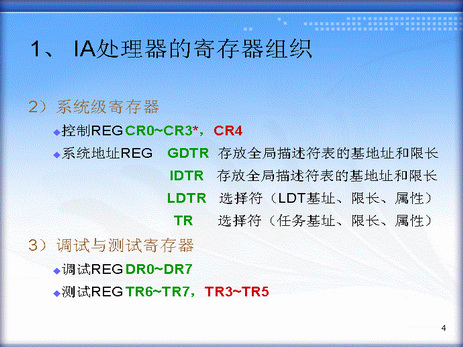 1、 IA处理器的寄存器组织
2）系统级寄存器
◆控制REG CR0~CR3*，CR4
◆系统地址REG GDTR 存放全局描述符表的基地址和限长
IDTR 存放全局描述符表的基地址和限长
LDTR 选择符（LDT基址、限长、属性）
TR 选择符（任务基址、限长、属性）
3）调试与测试寄存器
◆调试REG DR0~DR7
◆测试REG TR6~TR7，TR3~TR5
4